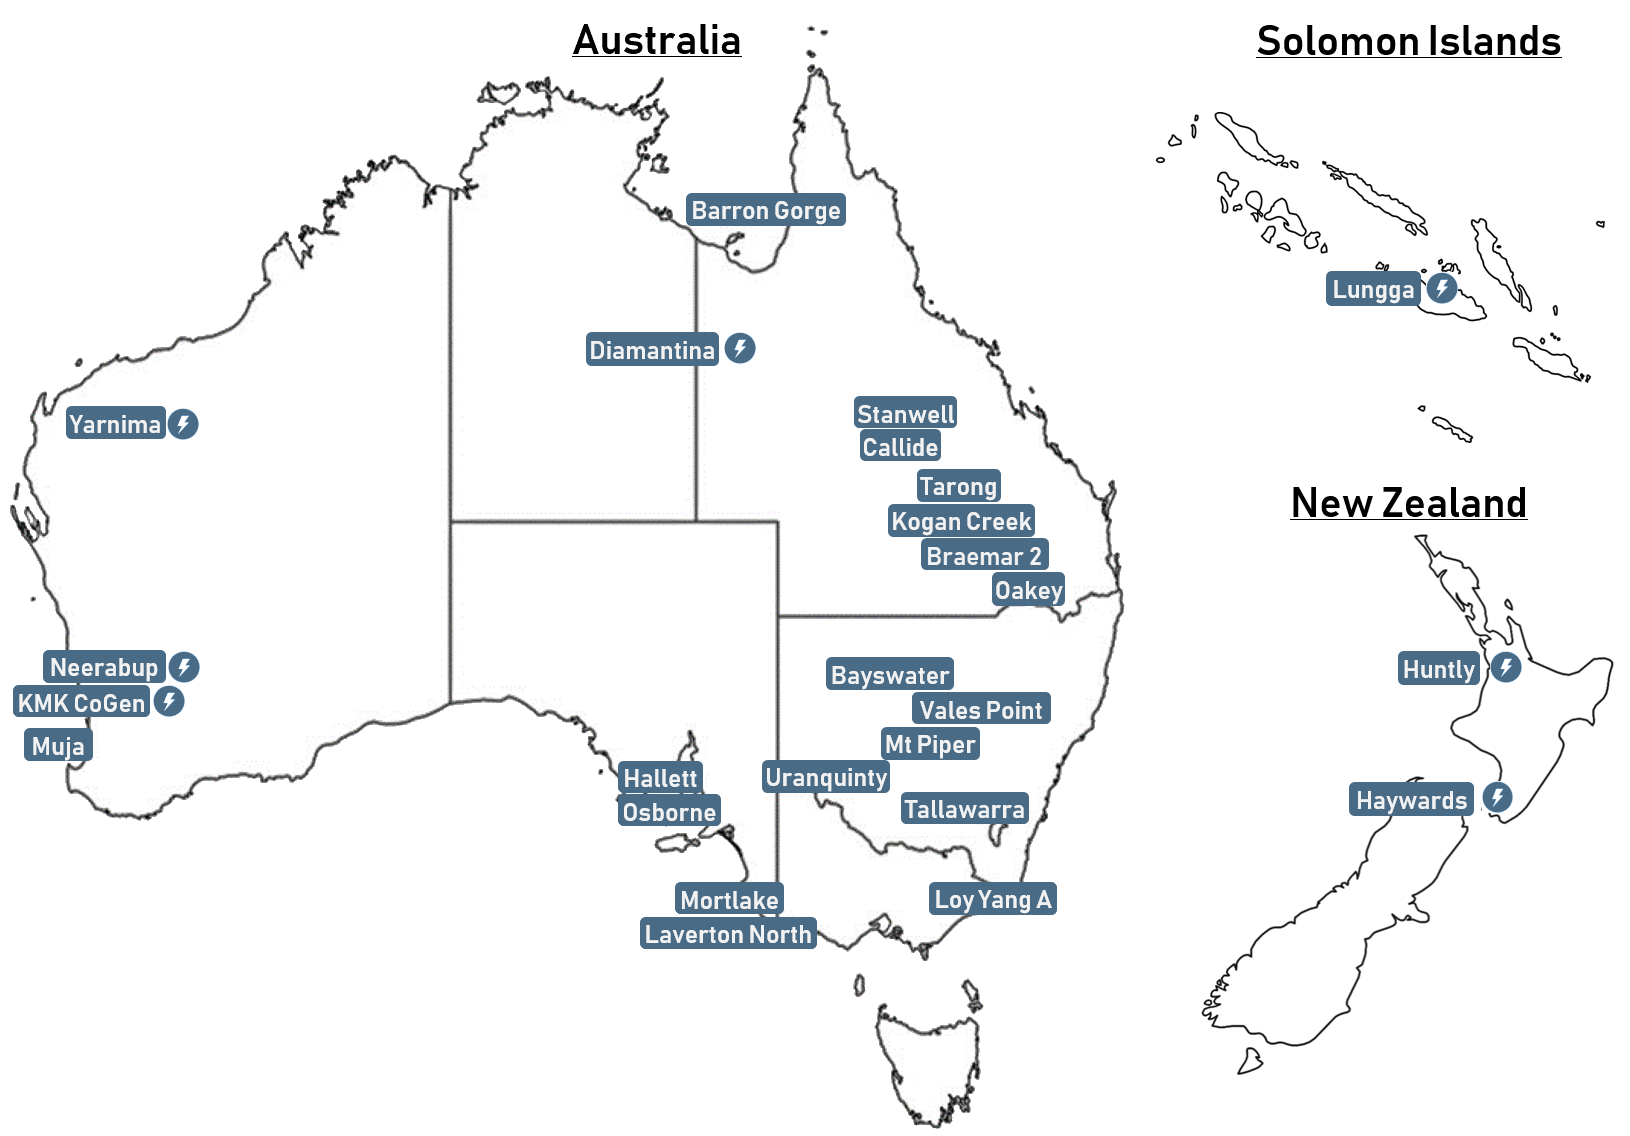 Australia
Barron Gorge
Diamantina
Stanwell
Callide
Yarnima
Tarong
Kogan Creek
Braemar 2
Oakey
Neerabup
KMK CoGen
Muja
Bayswater
Vales Point
Mt Piper
Uranquinty
Tallawarra
Hallett
Osborne
Mortlake
Laverton North
Loy Yang A
Solomon Islands
Lungga
New Zealand
Huntly
Haywards